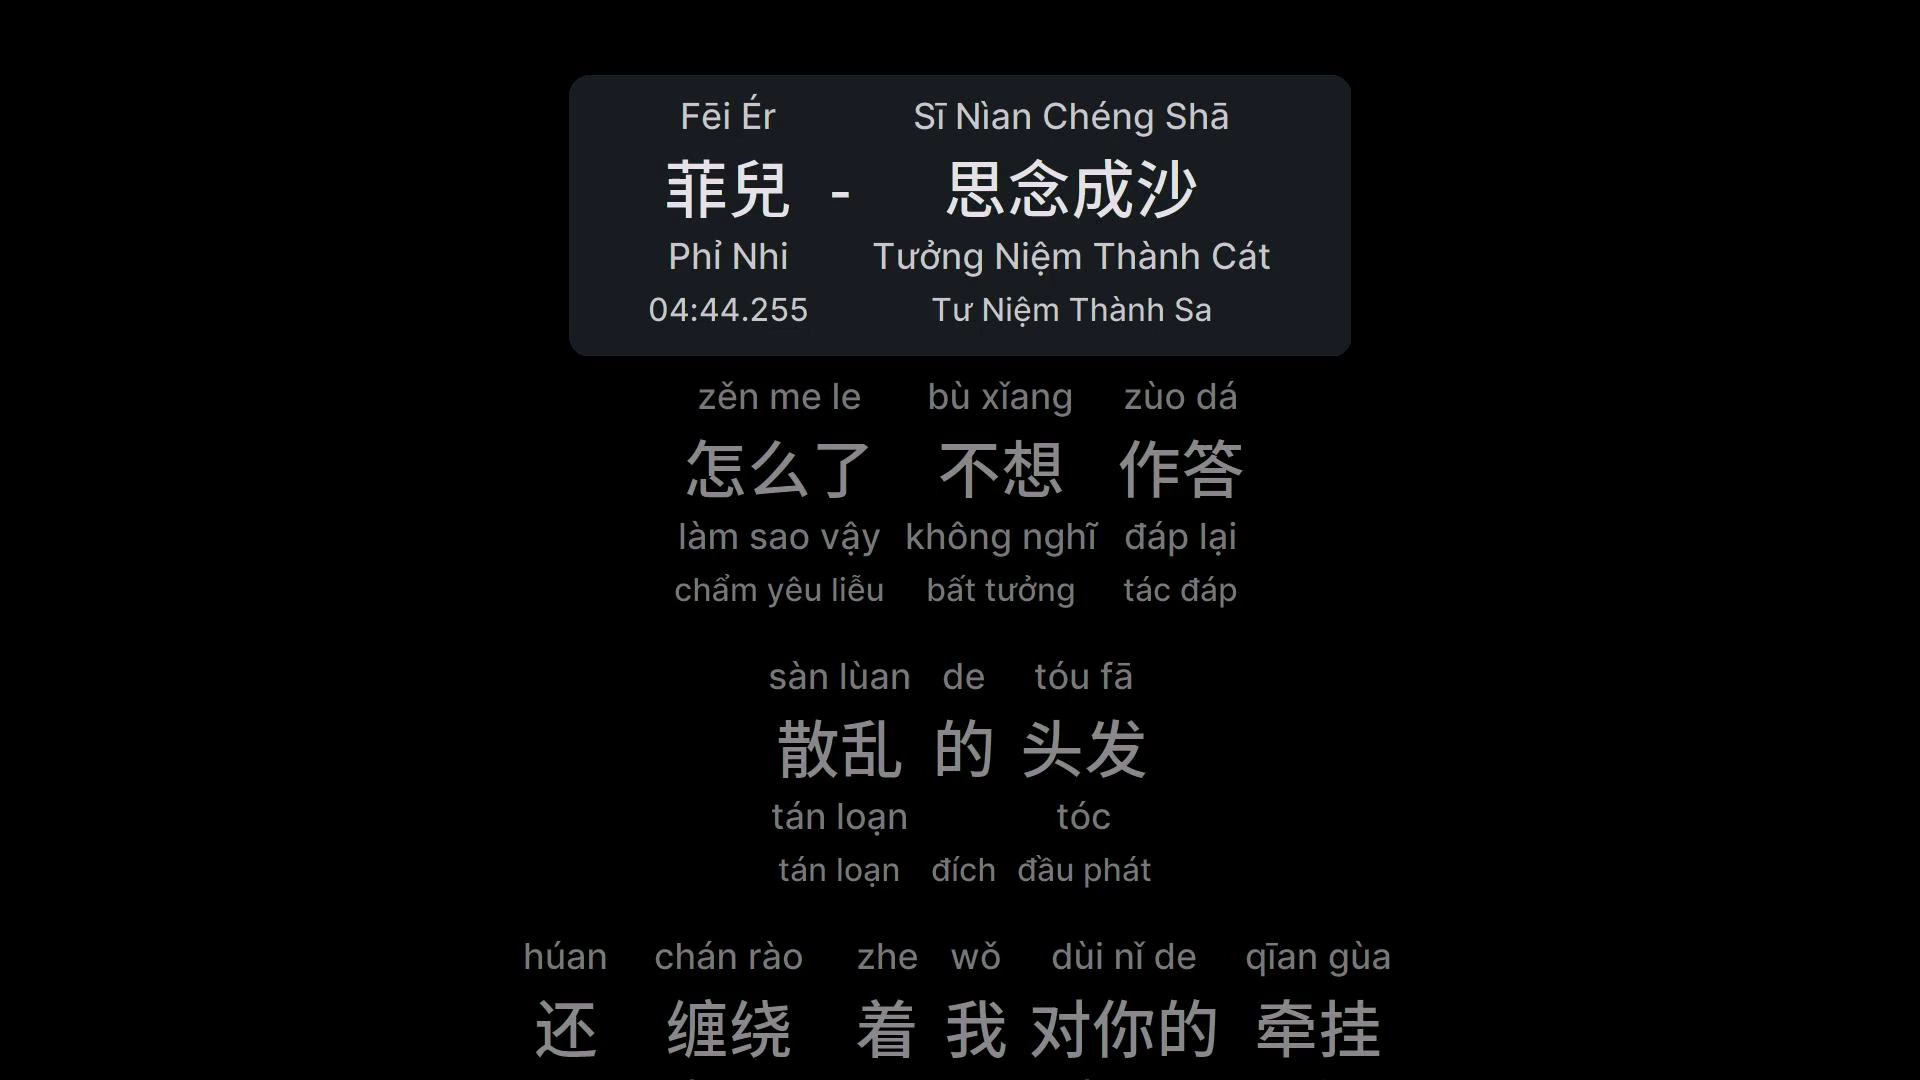 Fēi Ér Sī Nìan Chéng Shā
菲兒 - 思念成沙
Phỉ Nhi Tưởng Niệm Thành Cát
04:44.255 Tư Niệm Thành Sa
zěn me le bù xǐang zùo dá
怎么了 不想 作答
làm sao vậy không nghĩ đáp lại
chẩm yêu liễu bất tưởng tác đáp
sàn lùan de tóu fā
散乱 的 头发
tán loạn tóc
tán loạn đích đầu phát
húan chán rào zhe wǒ dùi nǐ de qīan gùa
还 缠绕 着 我 对你的 牵挂